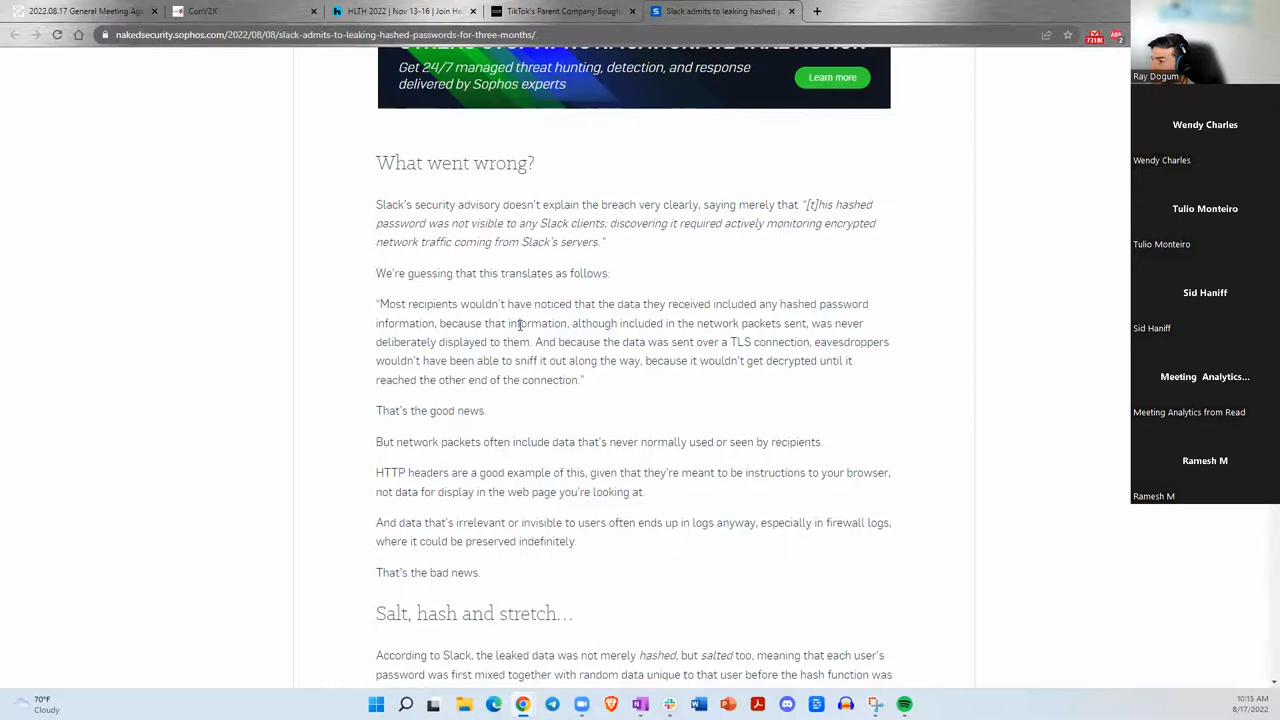 2022.08.17 General Meeting Age
ConV2X
HLTH 2022 | Nov 13-16 | Join he
TikTok's Parent Company Bough
Slack admits to leaking hashed p
nakedsecurity.sophos.com/2022/08/08/slack-admits-to-leaking-hashed-passwords-for-three-months/
Get 24/7 managed threat hunting, detection, and response
delivered by Sophos experts
Learn more
What went wrong?
Slack's security advisory doesn't explain the breach very clearly, saying merely that “[t]his hashed
password was not visible to any Slack clients; discovering it required actively monitoring encrypted
network traffic coming from Slack's servers.”
We're guessing that this translates as follows:
“Most recipients wouldn't have noticed that the data they received included any hashed password
information, because that information, although included in the network packets sent, was never
deliberately displayed to them. And because the data was sent over a TLS connection, eavesdroppers
wouldn't have been able to sniff it out along the way, because it wouldn't get decrypted until it
reached the other end of the connection.”
That's the good news.
But network packets often include data that's never normally used or seen by recipients.
HTTP headers are a good example of this, given that they're meant to be instructions to your browser,
not data for display in the web page you're looking at.
And data that's irrelevant or invisible to users often ends up in logs anyway, especially in firewall logs,
where it could be preserved indefinitely.
That's the bad news.
Salt, hash and stretch…
According to Slack, the leaked data was not merely hashed, but salted too, meaning that each user's
password was first mixed together with random data unique to that user before the hash function was
Ray Dogum
Wendy Charles
Wendy Charles
Tulio Monteiro
Tulio Monteiro
Sid Haniff
Sid Haniff
Meeting Analytics...
Meeting Analytics from Read
Ramesh M
Ramesh M
70°F
Cloudy
10:15 AM
8/17/2022